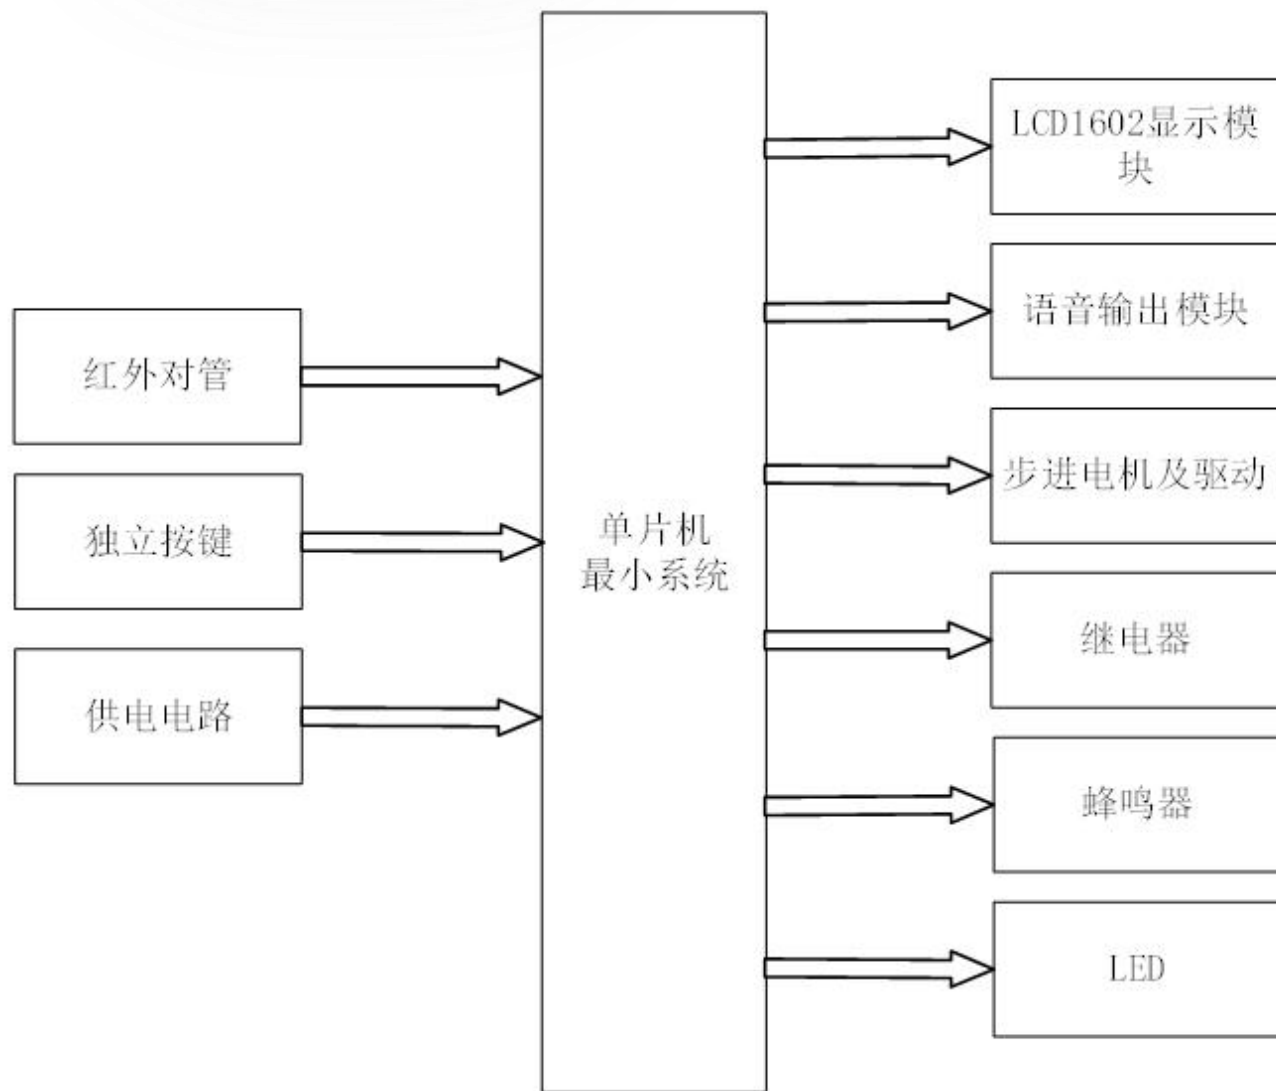 红外对管
独立按键
供电电路
单片机
最小系统
LCD1602显示模
块
语音输出模块
步进电机及驱动
继电器
蜂鸣器
LED